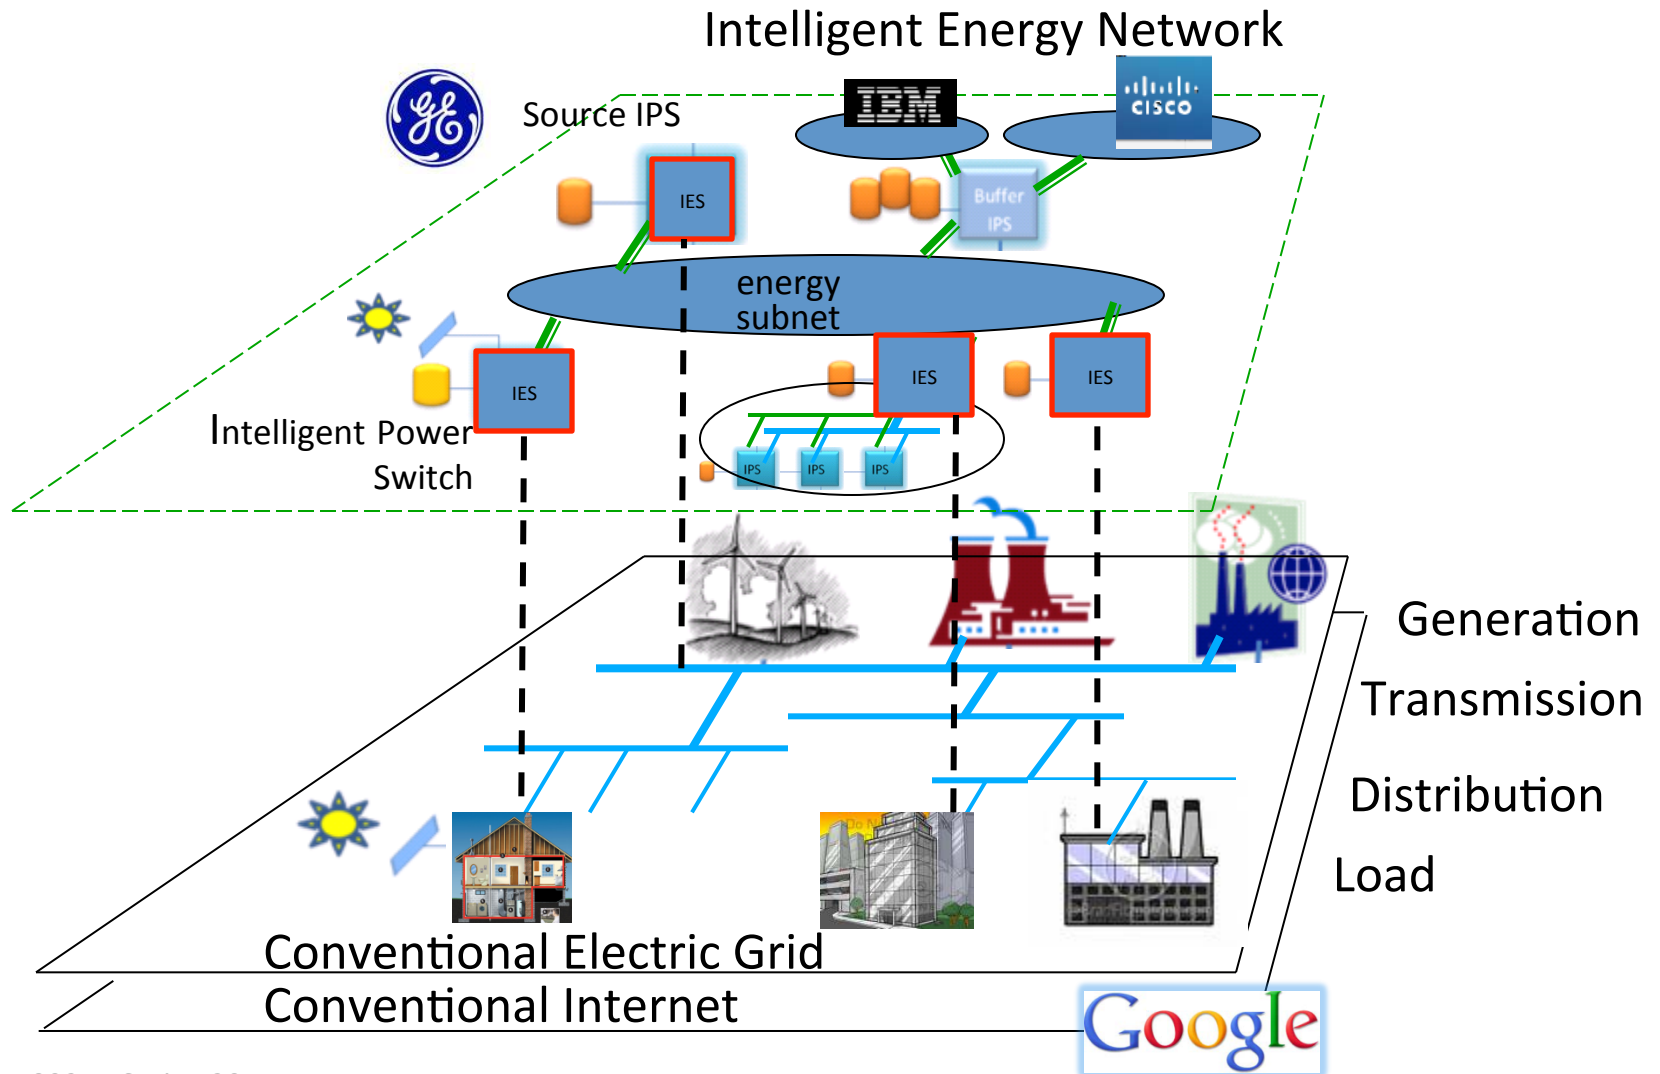 Intelligent Energy Network
GE
Source IPS
IBM
CISCO
IES
Buffer
IPS
energy
subnet
IES
IES
IES
Intelligent Power
Switch
IPS
IPS
IPS
Generation
Transmission
Distribution
Load
Conventional Electric Grid
Conventional Internet
Google